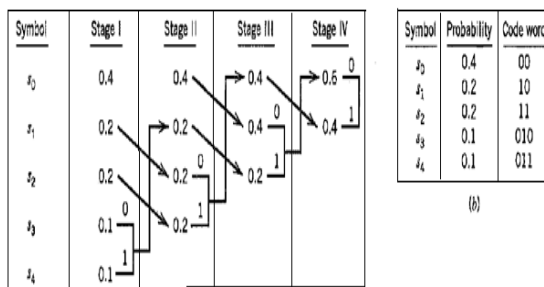 Symbol Stage I Stage II Stage III Stage IV
s0 0.4 0.4 0.4 0.6 0
s1 0.2 0.2 0.4 0 0.4 1
s2 0.2 0.2 0 0.2 1
s3 0.1 0 0.2 1
s4 0.1 1
Symbol Probability Code word
s0 0.4 00
s1 0.2 10
s2 0.2 11
s3 0.1 010
s4 0.1 011
(b)